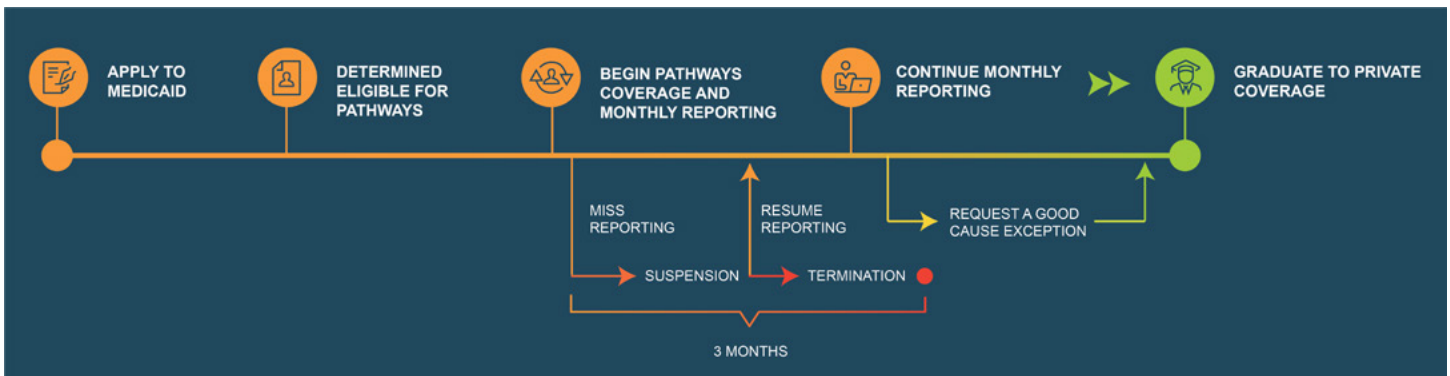 APPLY TO
MEDICAID
DETERMINED
ELIGIBLE FOR
PATHWAYS
BEGIN PATHWAYS
COVERAGE AND
MONTHLY REPORTING
CONTINUE MONTHLY
REPORTING
GRADUATE TO PRIVATE
COVERAGE
MISS
REPORTING
RESUME
REPORTING
REQUEST A GOOD
CAUSE EXCEPTION
SUSPENSION
TERMINATION
3 MONTHS